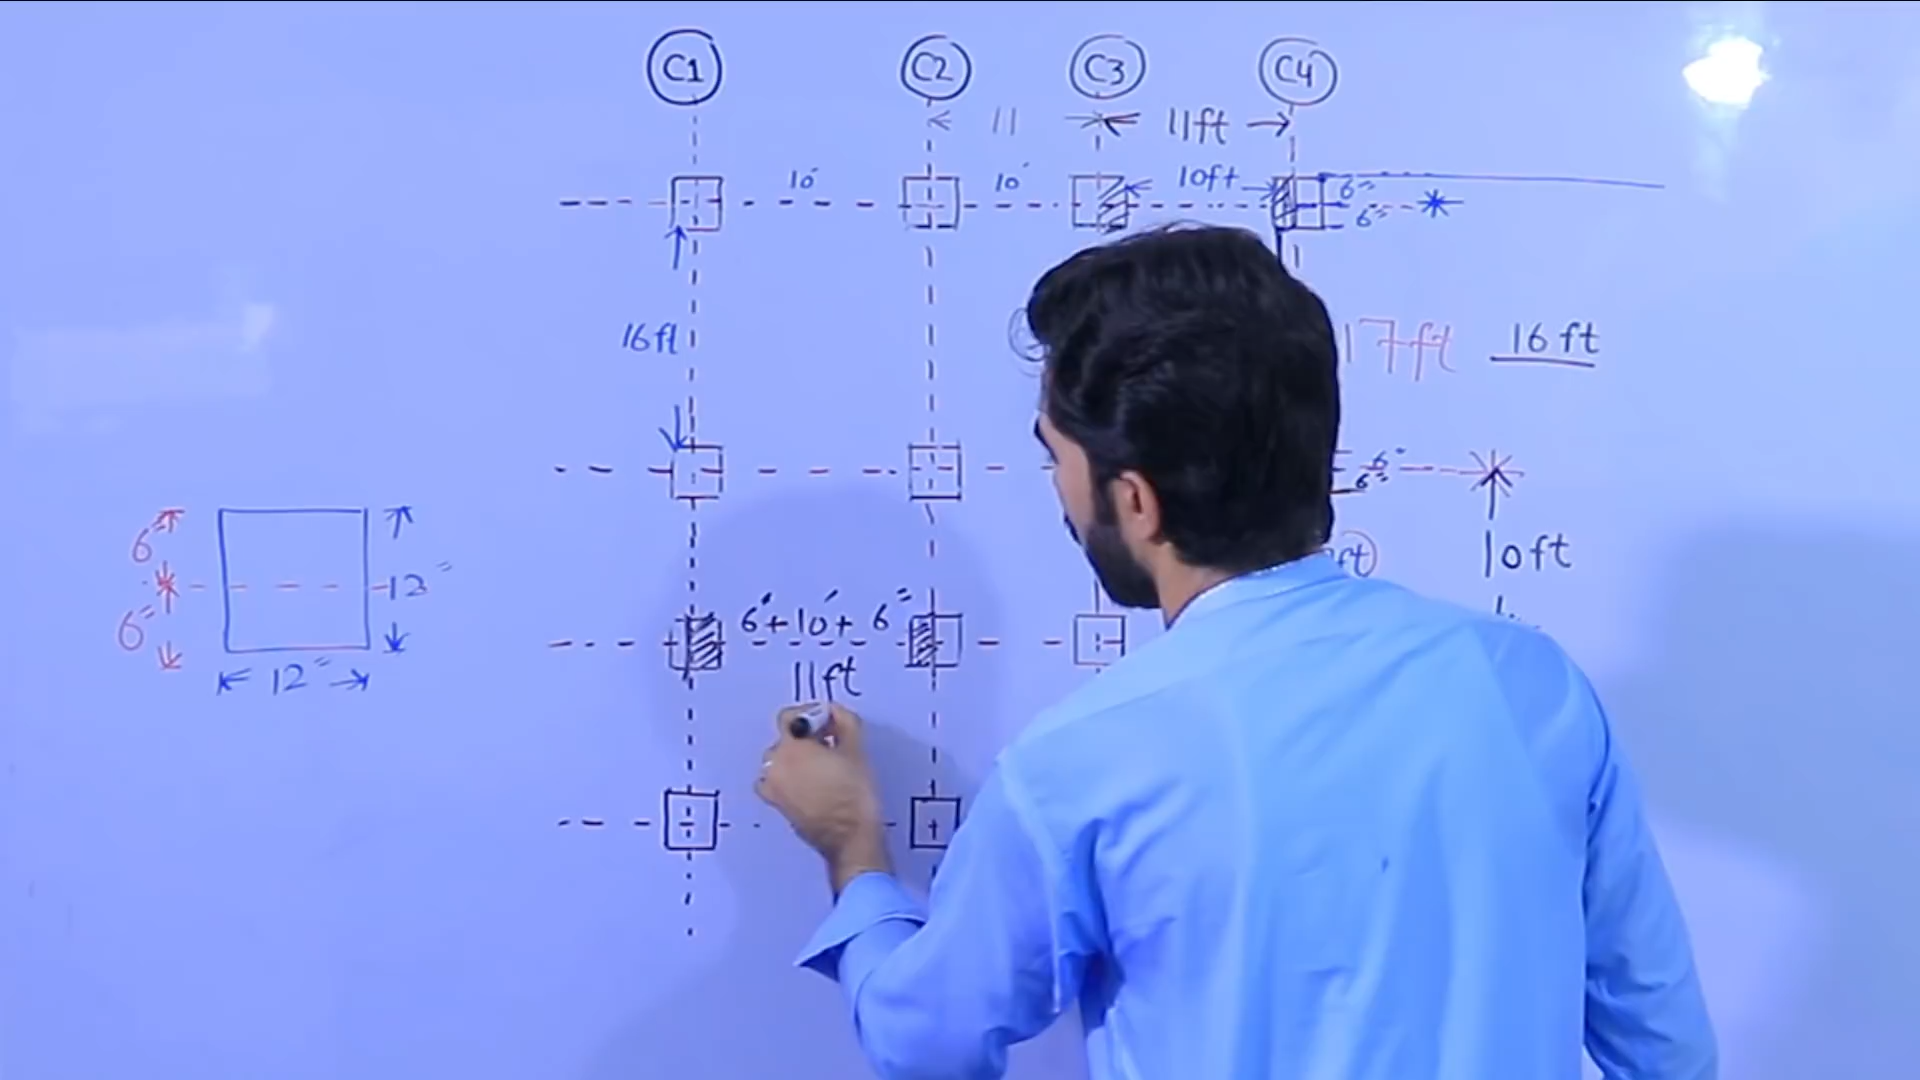 C1 C2 C3 C4
11 11ft
10' 10' 10ft 6"
6"
16ft 17ft 16 ft
6"
6"
6" 12"
10ft
6"
12"
6"+10'+6"
11ft